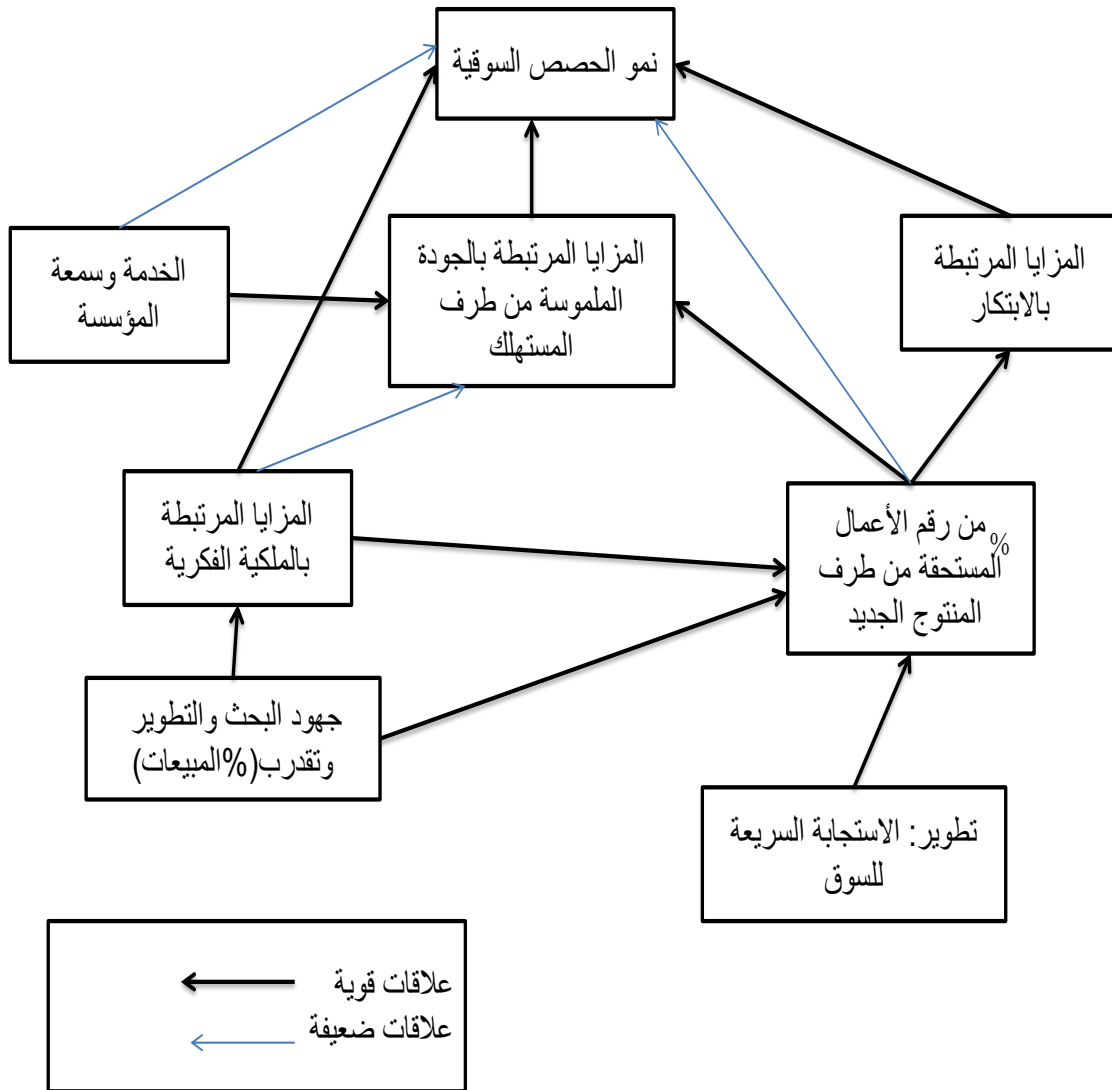 نمو الحصص السوقية
المزايا المرتبطة
بالابتكار
المزايا المرتبطة بالجودة
الملموسة من طرف
المستهلك
الخدمة وسمعة
المؤسسة
% من رقم الأعمال
المستحقة من طرف
المنتوج الجديد
المزايا المرتبطة
بالملكية الفكرية
جهود البحث والتطوير
وتقدرب(%المبيعات)
تطوير: الاستجابة السريعة
للسوق
علاقات قوية
علاقات ضعيفة